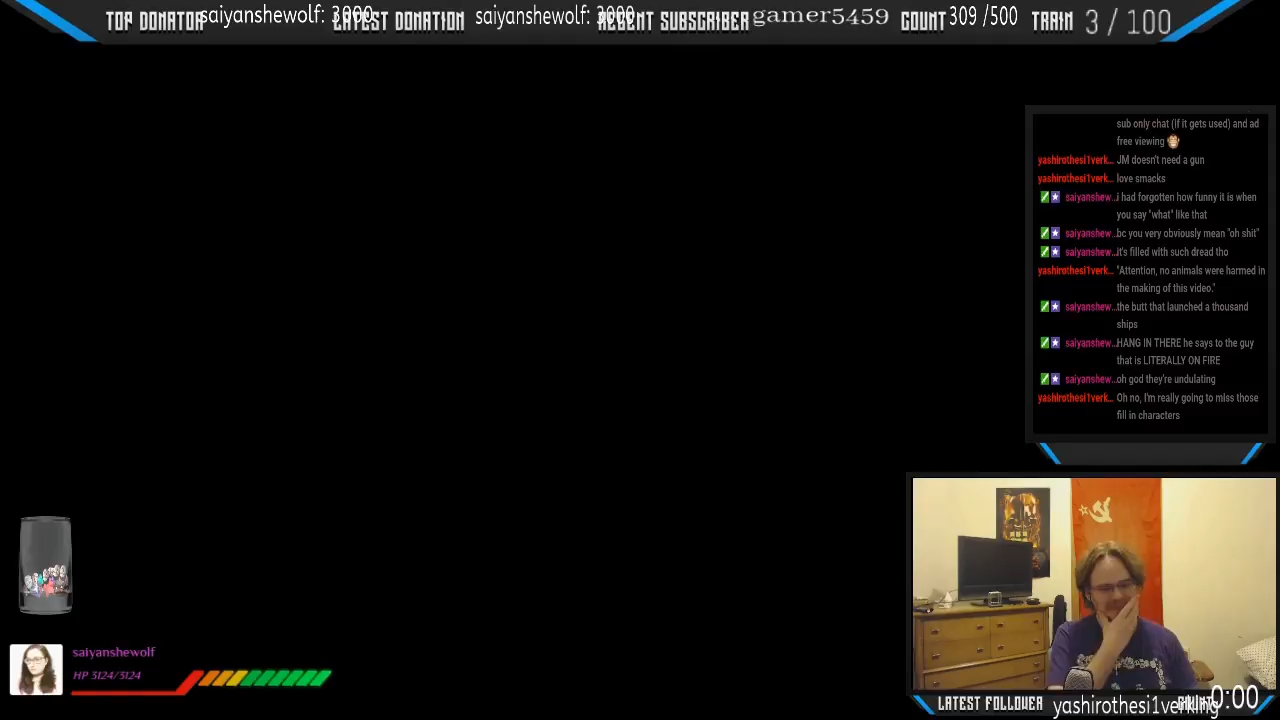 TOP DONATOR saiyanshewolf: 3000 LATEST DONATION saiyanshewolf: 3000 RECENT SUBSCRIBER gamer5459 COUNT 309 /500 TRAIN 3 / 100
sub only chat (If it gets used) and ad
free viewing
yashirothesi1verk... JM doesn't need a gun
yashirothesi1verk... love smacks
saiyanshew... i had forgotten how funny it is when
you say "what" like that
saiyanshew... bc you very obviously mean "oh shit"
saiyanshew... it's filled with such dread tho
yashirothesi1verk... "Attention, no animals were harmed in
the making of this video."
saiyanshew... the butt that launched a thousand
ships
saiyanshew... HANG IN THERE he says to the guy
that is LITERALLY ON FIRE
saiyanshew... oh god they're undulating
yashirothesi1verk... Oh no, I'm really going to miss those
fill in characters
saiyanshewolf
HP 3124/3124
LATEST FOLLOWER yashirothesi1verking 0:00